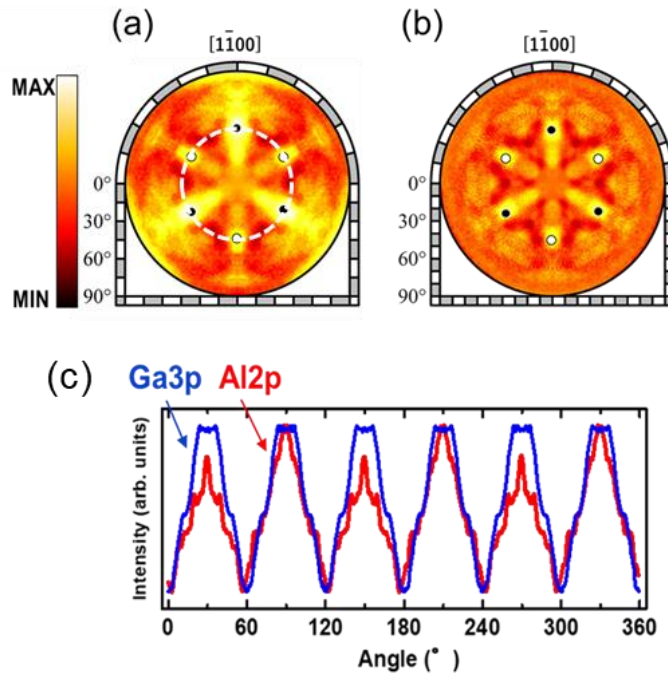 (a)
(b)
[11̅00]
[11̅00]
MAX
MIN
0°
30°
60°
90°
0°
30°
60°
90°
(c)
Ga3p Al2p
Intensity (arb. units)
0 60 120 180 240 300 360
Angle (°)